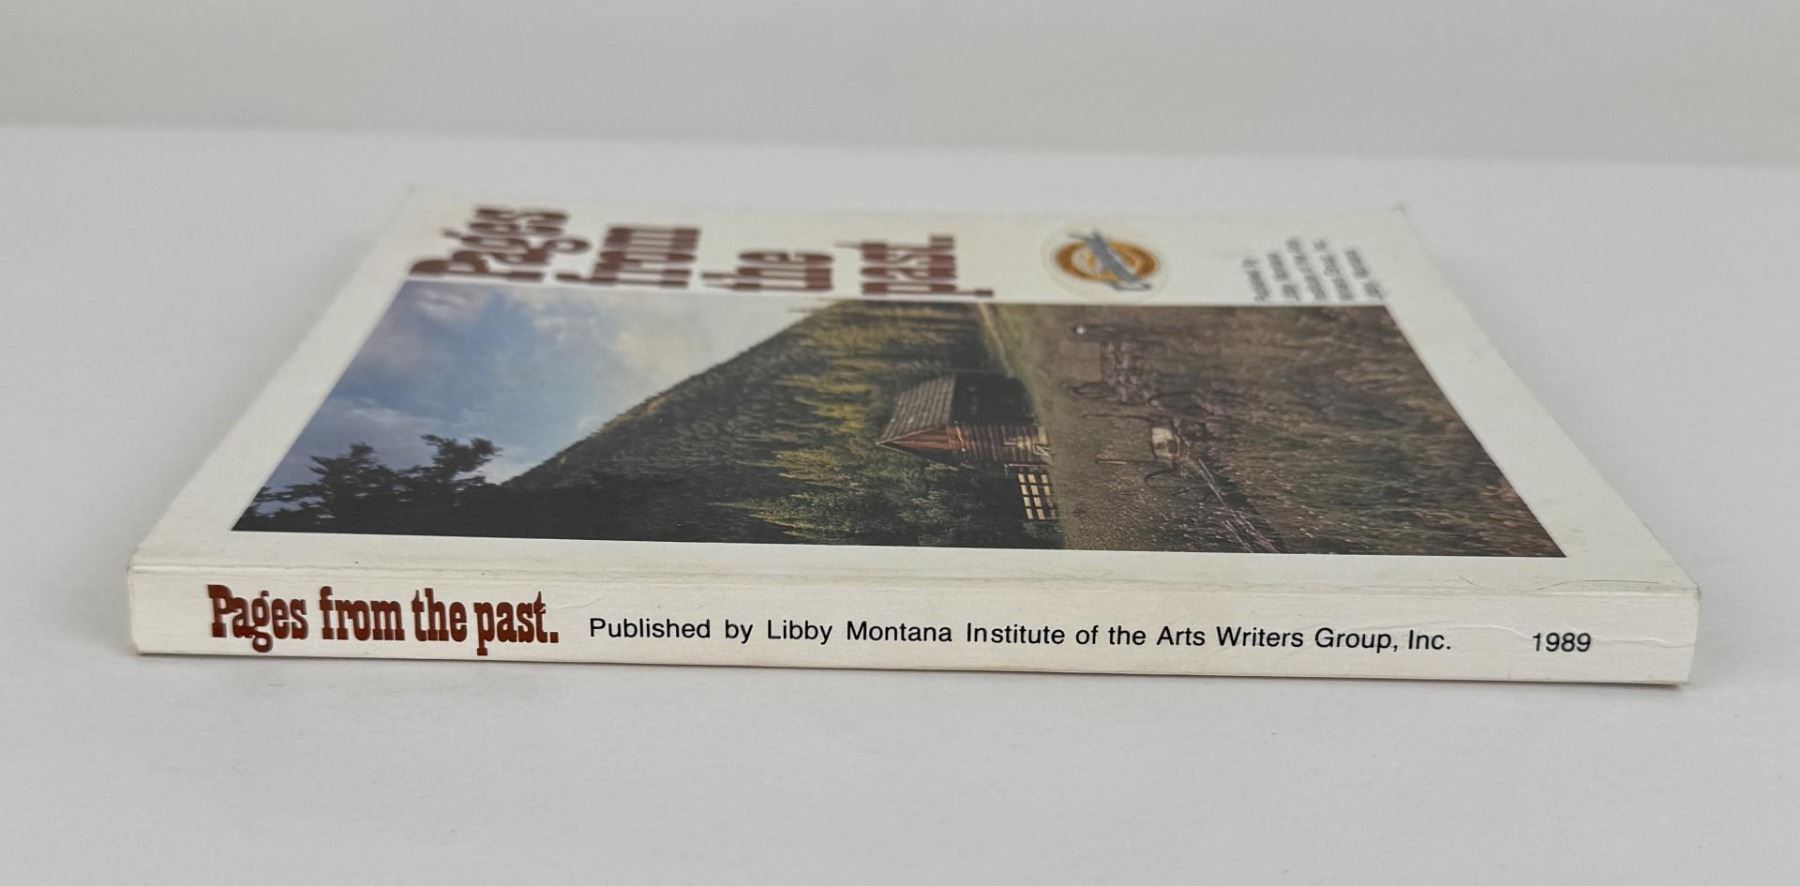 Pages
from
the
past.
Pages from the past. Published by Libby Montana Institute of the Arts Writers Group, Inc. 1989